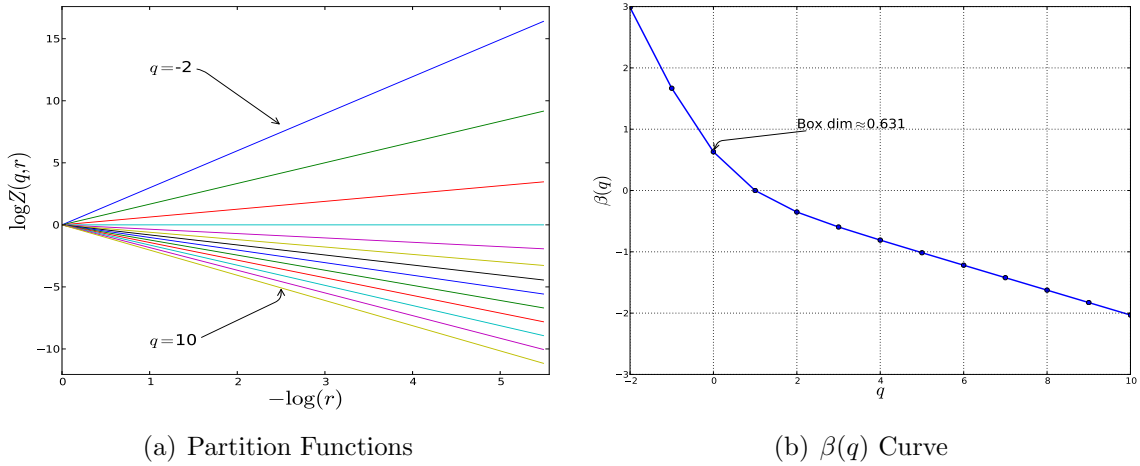 15
10
5
0
−5
−10
logZ(q,r)
q=-2
q=10
0
1
2
3
4
5
−log(r)
(a) Partition Functions
3
2
1
0
−1
−2
−3
β(q)
Box dim≈0.631
−2
0
2
4
6
8
10
q
(b) β(q) Curve